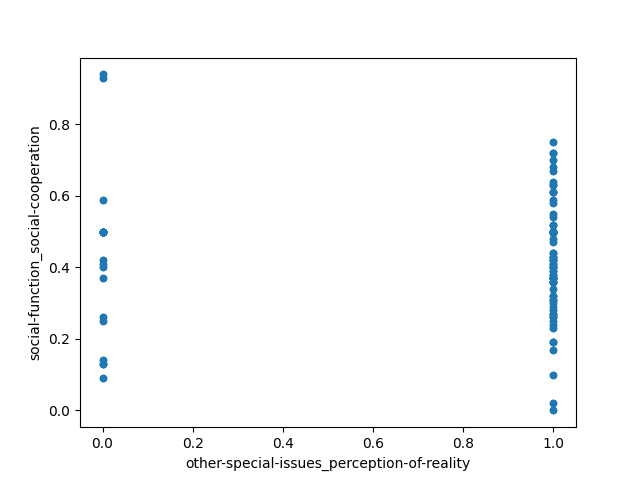 0.8
0.6
0.4
0.2
0.0
social-function_social-cooperation
0.0 0.2 0.4 0.6 0.8 1.0
other-special-issues_perception-of-reality